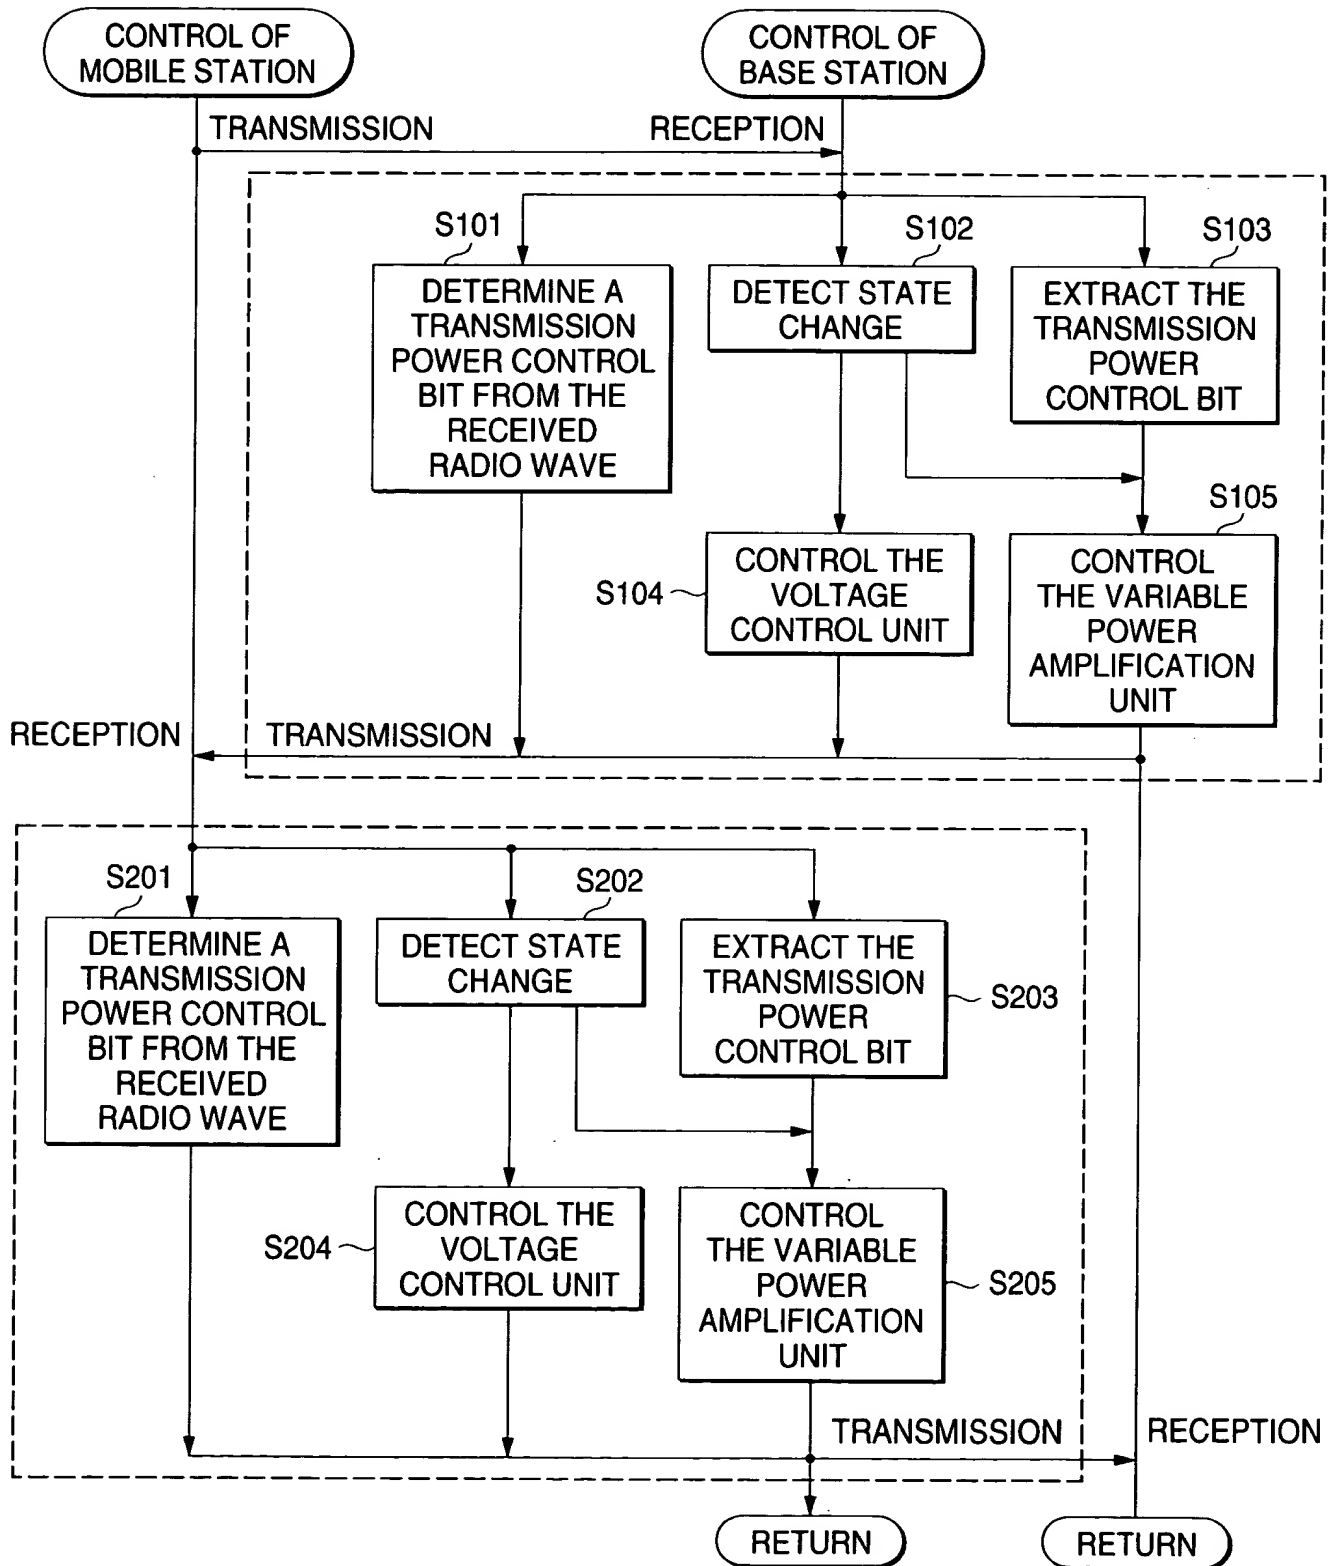 CONTROL OF
MOBILE STATION
CONTROL OF
BASE STATION
TRANSMISSION
RECEPTION
S101
S102
S103
DETERMINE A
TRANSMISSION
POWER CONTROL
BIT FROM THE
RECEIVED
RADIO WAVE
DETECT STATE
CHANGE
EXTRACT THE
TRANSMISSION
POWER
CONTROL BIT
S104
CONTROL THE
VOLTAGE
CONTROL UNIT
S105
CONTROL
THE VARIABLE
POWER
AMPLIFICATION
UNIT
RECEPTION
TRANSMISSION
S201
S202
DETERMINE A
TRANSMISSION
POWER CONTROL
BIT FROM THE
RECEIVED
RADIO WAVE
DETECT STATE
CHANGE
EXTRACT THE
TRANSMISSION
POWER
CONTROL BIT
S203
S204
CONTROL THE
VOLTAGE
CONTROL UNIT
CONTROL
THE VARIABLE
POWER
AMPLIFICATION
UNIT
S205
TRANSMISSION
RECEPTION
RETURN
RETURN